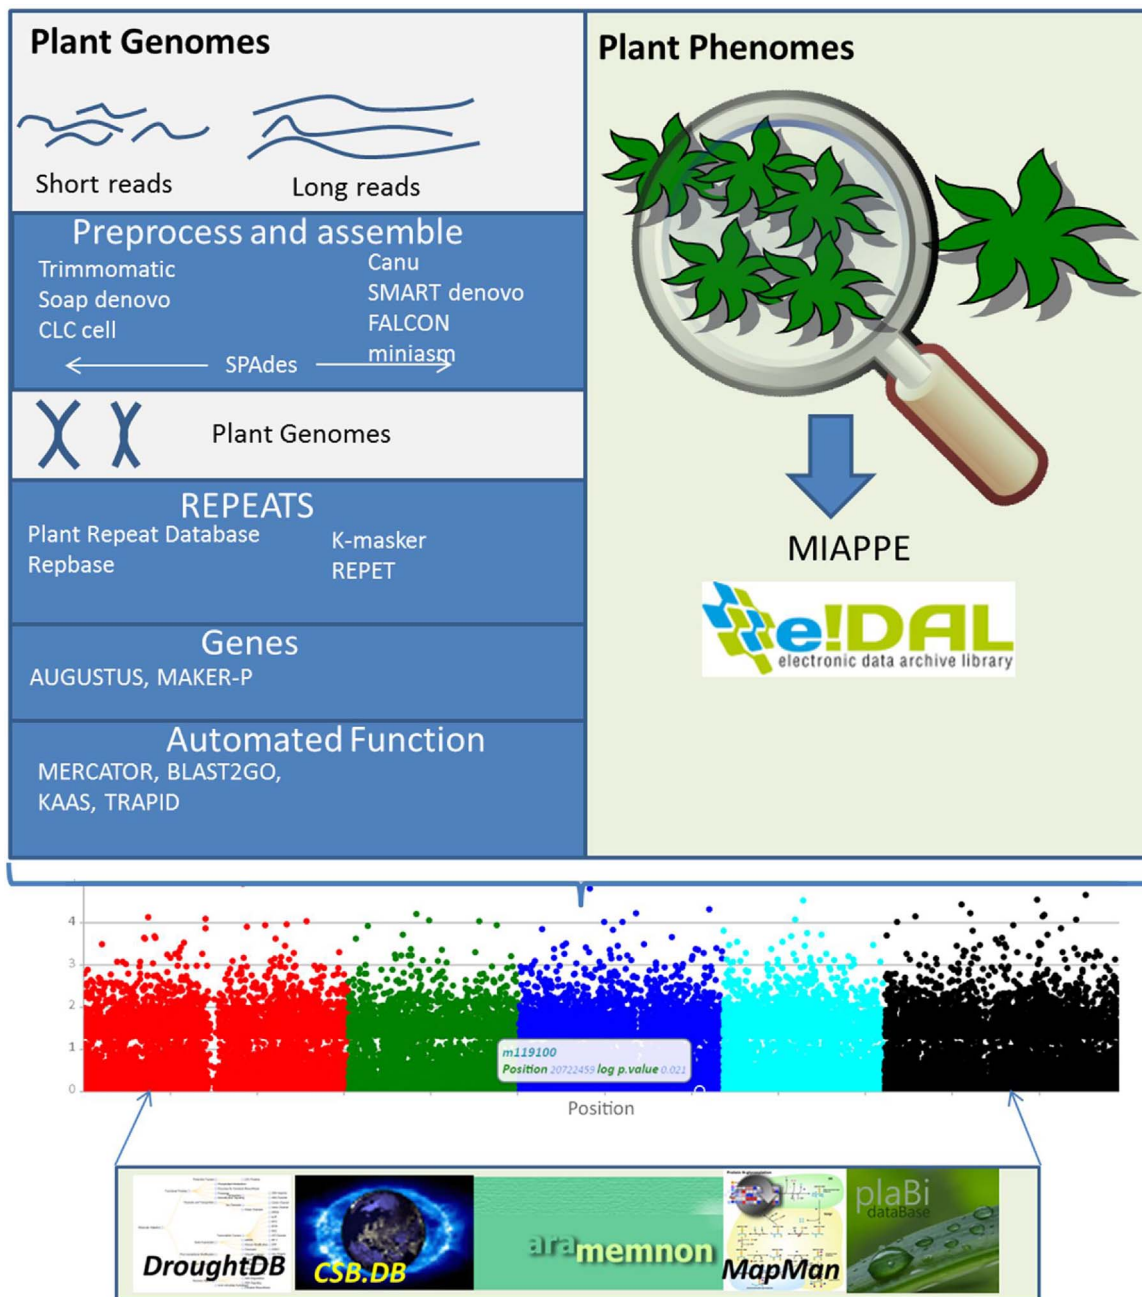 Plant Genomes
Short reads
Long reads
Preprocess and assemble
Trimmomatic
Soap denovo
CLC cell
Canu
SMART denovo
FALCON
miniasm
SPAdes
Plant Genomes
REPEATS
Plant Repeat Database
Repbase
K-masker
REPET
Genes
AUGUSTUS, MAKER-P
Automated Function
MERCATOR, BLAST2GO,
KAAS, TRAPID
Plant Phenomes
MIAPPE
e!DAL
electronic data archive library
4
3
2
1
0
m119100
Position 20722459 log p.value 0.021
Position
DroughtDB
CSB.DB
aramemnon
MapMan
plaBi
dataBase